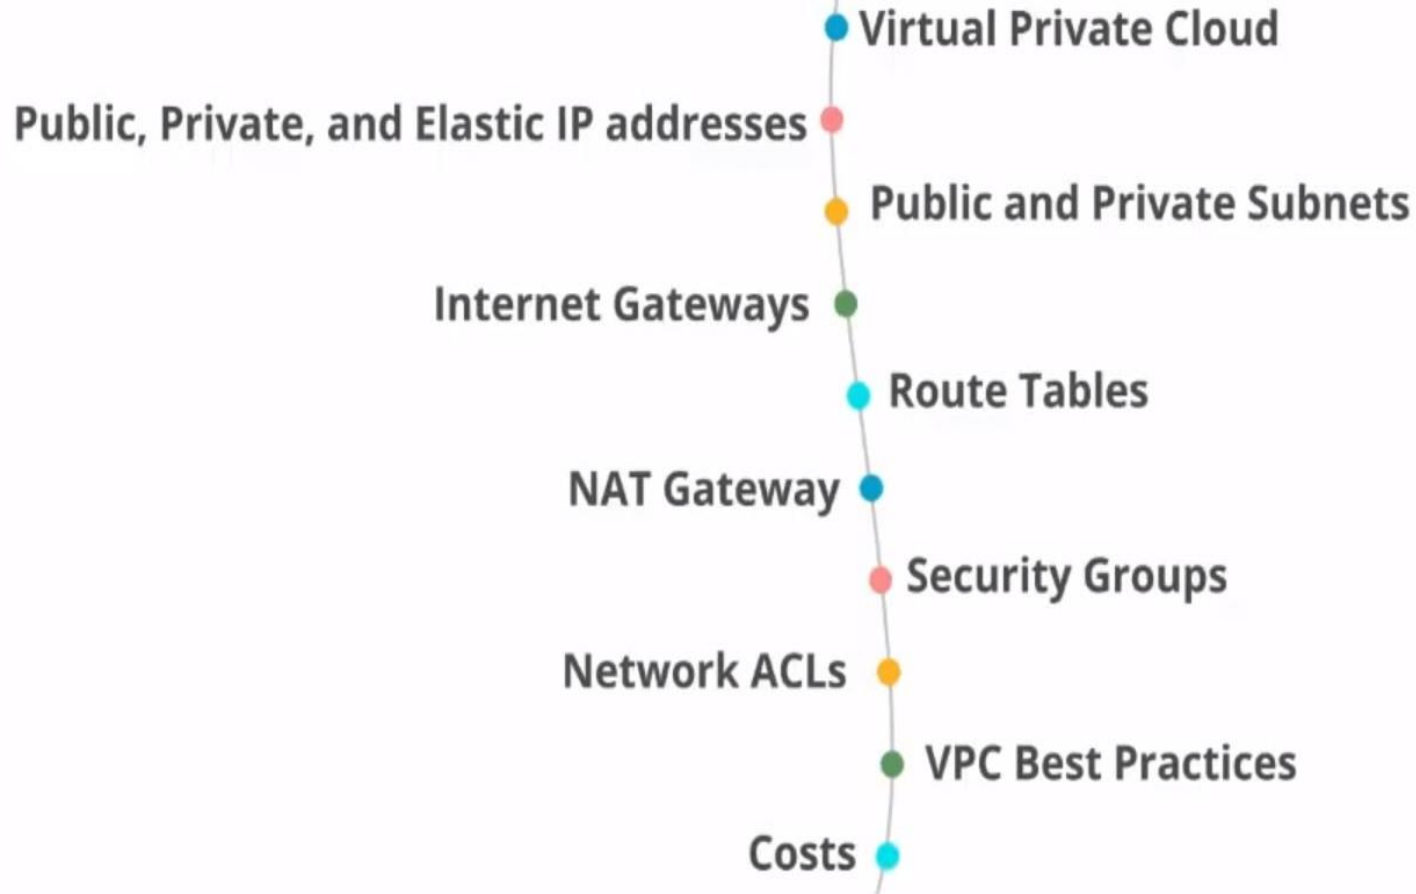 Virtual Private Cloud
Public, Private, and Elastic IP addresses
Public and Private Subnets
Internet Gateways
Route Tables
NAT Gateway
Security Groups
Network ACLs
VPC Best Practices
Costs